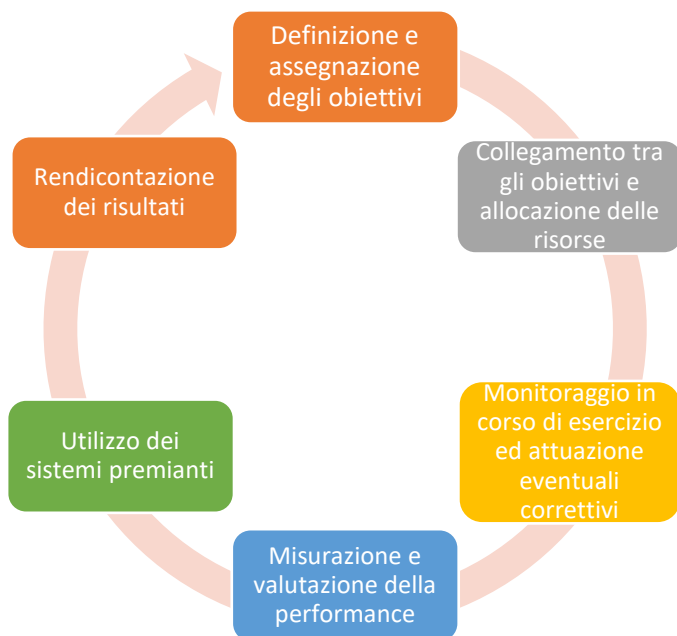 Definizione e
assegnazione
degli obiettivi
Collegamento tra
gli obiettivi e
allocazione delle
risorse
Monitoraggio in
corso di esercizio
ed attuazione
eventuali
correttivi
Misurazione e
valutazione della
performance
Utilizzo dei
sistemi premianti
Rendicontazione
dei risultati